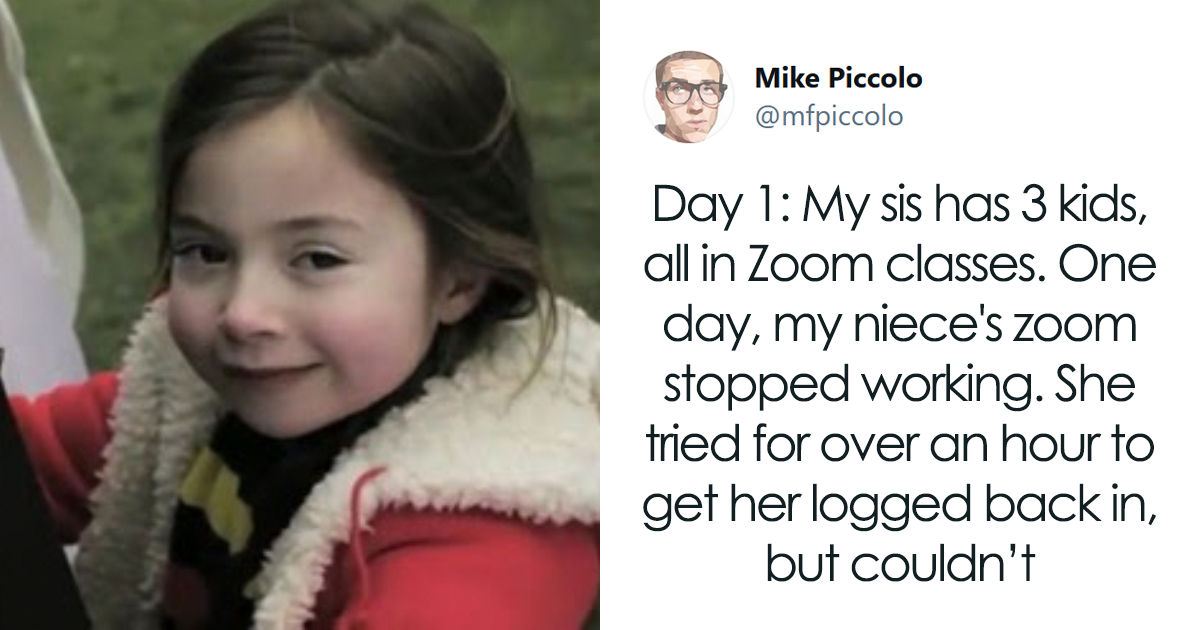 Mike Piccolo
@mfpiccolo
Day 1: My sis has 3 kids,
all in Zoom classes. One
day, my niece's zoom
stopped working. She
tried for over an hour to
get her logged back in,
but couldn’t